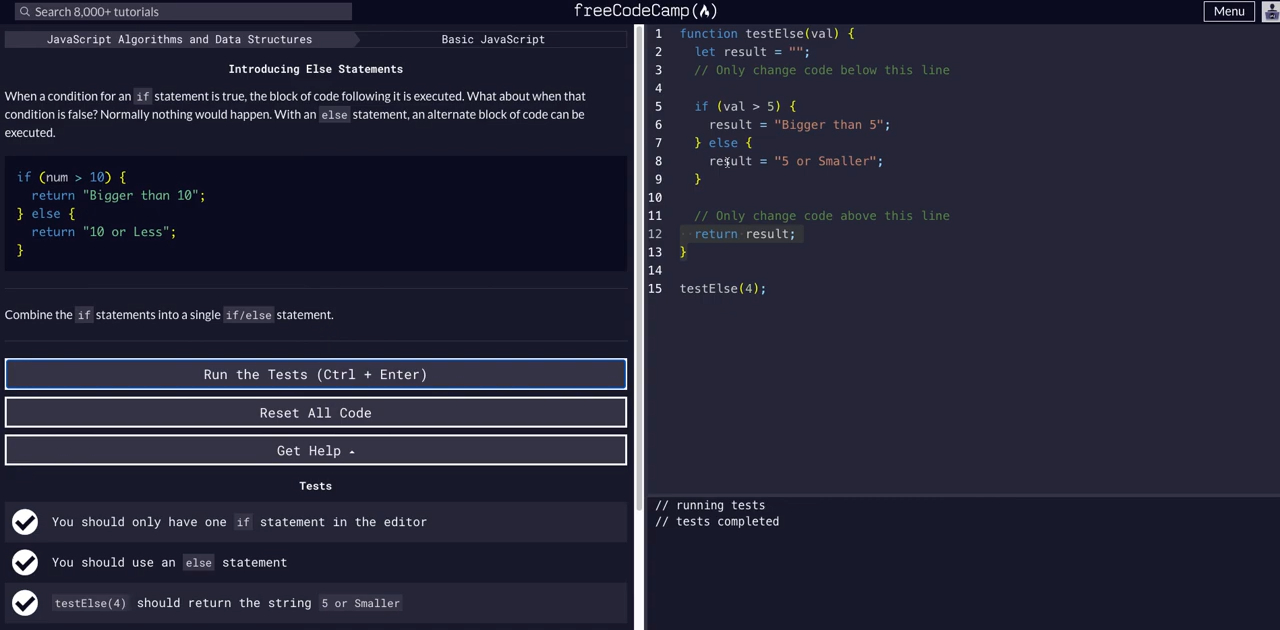 Search 8,000+ tutorials
freeCodeCamp
Menu
JavaScript Algorithms and Data Structures
Basic JavaScript
Introducing Else Statements
When a condition for an if statement is true, the block of code following it is executed. What about when that
condition is false? Normally nothing would happen. With an else statement, an alternate block of code can be
executed.
if (num > 10) {
  return "Bigger than 10";
} else {
  return "10 or Less";
}
Combine the if statements into a single if/else statement.
Run the Tests (Ctrl + Enter)
Reset All Code
Get Help
Tests
You should only have one if statement in the editor
You should use an else statement
testElse(4) should return the string 5 or Smaller
1 function testElse(val) {
2   let result = "";
3   // Only change code below this line
4
5   if (val > 5) {
6     result = "Bigger than 5";
7   } else {
8     result = "5 or Smaller";
9   }
10
11   // Only change code above this line
12   return result;
13 }
14
15 testElse(4);
// running tests
// tests completed